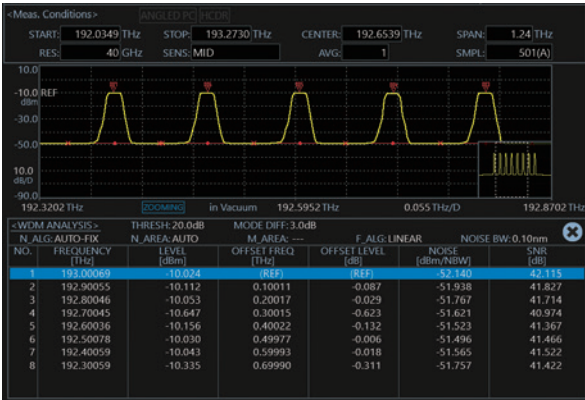 <Meas. Conditions> ANGLED PC HCDR
START: 192.0349 THz STOP: 193.2730 THz CENTER: 192.6539 THz SPAN: 1.24 THz
RES: 40 GHz SENS: MID AVG: 1 SMPL: 501(A)
10.0
-10.0 REF
dBm
-30.0
-50.0
10.0
dB/D
-90.0
192.3202 THz ZOOMING in Vacuum 192.5952 THz 0.055 THz/D 192.8702 THz
<WDM ANALYSIS> THRESH: 20.0dB MODE DIFF: 3.0dB
N_ALG: AUTO-FIX N_AREA: AUTO M_AREA: --- F_ALG: LINEAR NOISE BW: 0.10nm
NO. FREQUENCY LEVEL OFFSET FREQ OFFSET LEVEL NOISE SNR
[THz] [dBm] [THz] [dB] [dBm/NBW] [dB]
1 193.00069 -10.024 (REF) (REF) -52.140 42.115
2 192.90055 -10.112 0.10011 -0.087 -51.938 41.827
3 192.80046 -10.053 0.20017 -0.029 -51.767 41.714
4 192.70045 -10.647 0.30015 -0.623 -51.621 40.974
5 192.60036 -10.156 0.40022 -0.132 -51.523 41.367
6 192.50078 -10.030 0.49977 -0.006 -51.496 41.466
7 192.40059 -10.043 0.59993 -0.018 -51.565 41.522
8 192.30059 -10.335 0.69990 -0.311 -51.757 41.422